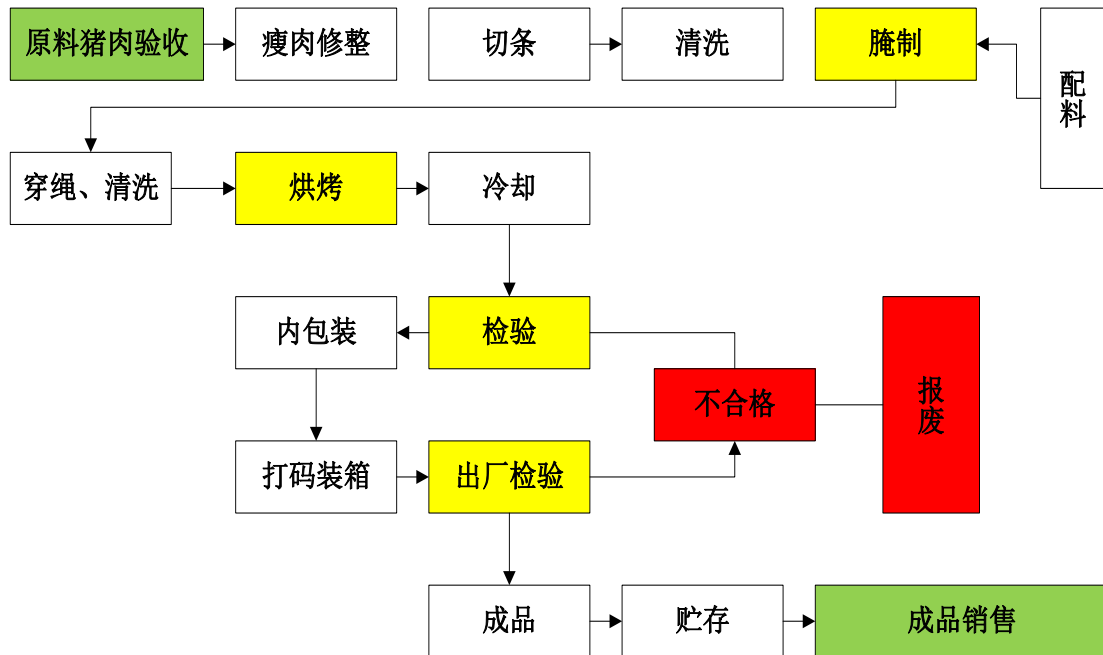 原料猪肉验收
瘦肉修整
切条
清洗
腌制
配料
穿绳、清洗
烘烤
冷却
内包装
检验
不合格
报废
打码装箱
出厂检验
成品
贮存
成品销售